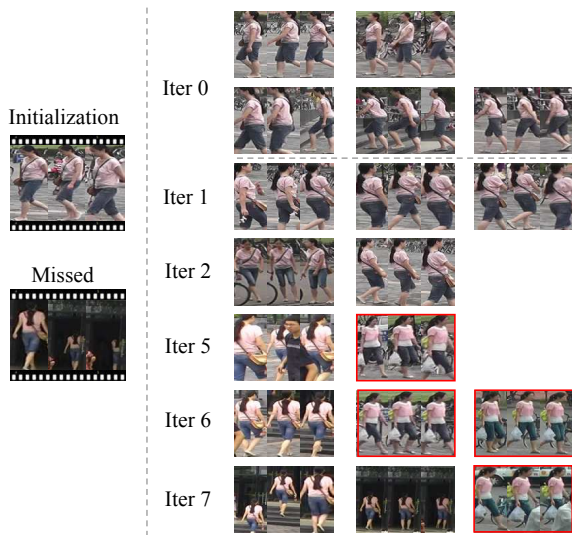 Initialization
Missed
Iter 0
Iter 1
Iter 2
Iter 5
Iter 6
Iter 7